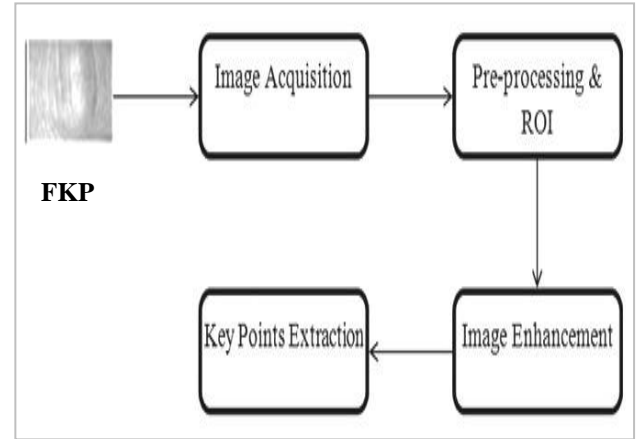 Image Acquisition
Pre-processing &
ROI
FKP
Key Points Extraction
Image Enhancement